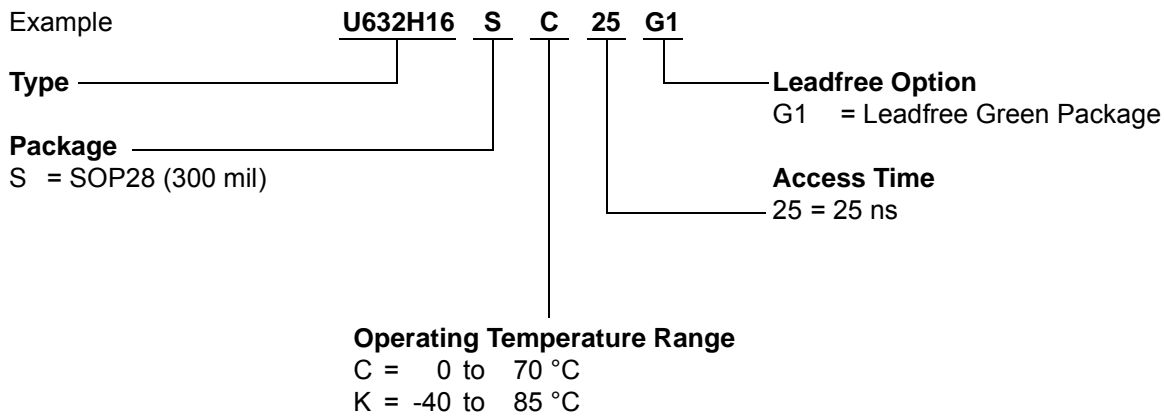 Example U632H16 S C 25 G1
Type
Leadfree Option
G1 = Leadfree Green Package
Package
S = SOP28 (300 mil)
Access Time
25 = 25 ns
Operating Temperature Range
C = 0 to 70 °C
K = -40 to 85 °C